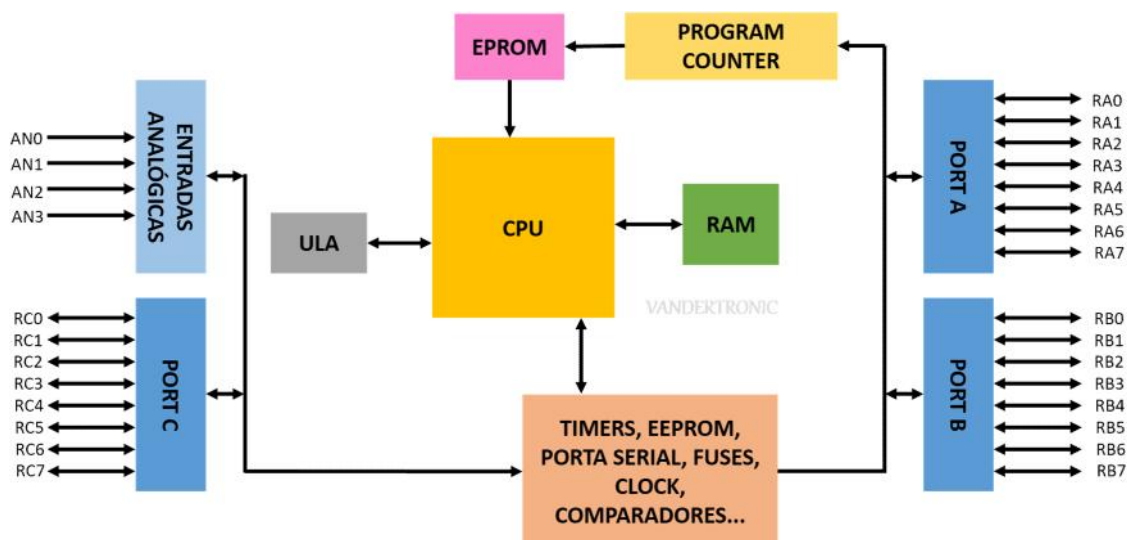 EPROM
PROGRAM
COUNTER
ENTRADAS
ANALÓGICAS
AN0
AN1
AN2
AN3
PORT A
RA0
RA1
RA2
RA3
RA4
RA5
RA6
RA7
ULA
CPU
RAM
VANDERTRONIC
PORT C
RC0
RC1
RC2
RC3
RC4
RC5
RC6
RC7
TIMERS, EEPROM,
PORTA SERIAL, FUSES,
CLOCK,
COMPARADORES...
PORT B
RB0
RB1
RB2
RB3
RB4
RB5
RB6
RB7